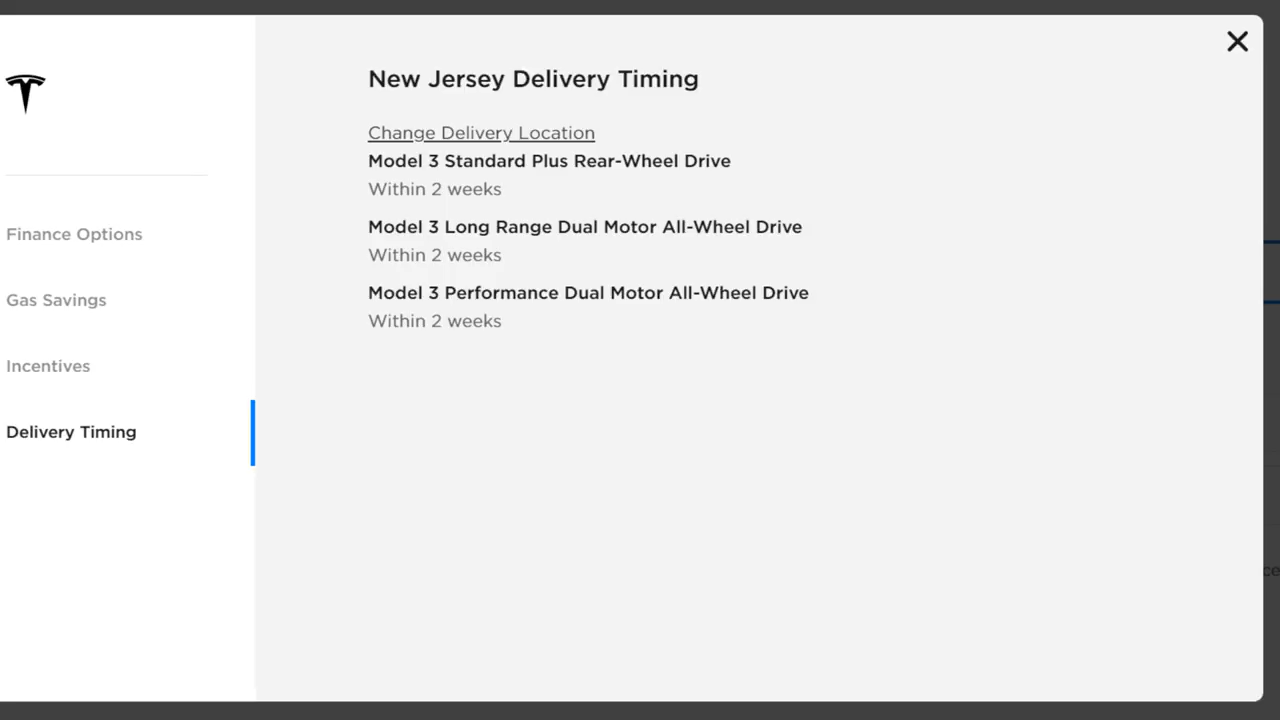 New Jersey Delivery Timing
Change Delivery Location
Model 3 Standard Plus Rear-Wheel Drive
Within 2 weeks
Model 3 Long Range Dual Motor All-Wheel Drive
Within 2 weeks
Model 3 Performance Dual Motor All-Wheel Drive
Within 2 weeks
Finance Options
Gas Savings
Incentives
Delivery Timing